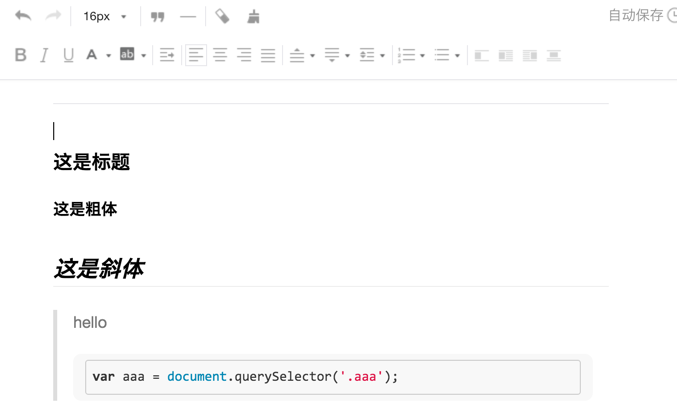 16px
自动保存
B I U A ab
这是标题
这是粗体
这是斜体
hello
var aaa = document.querySelector('.aaa');